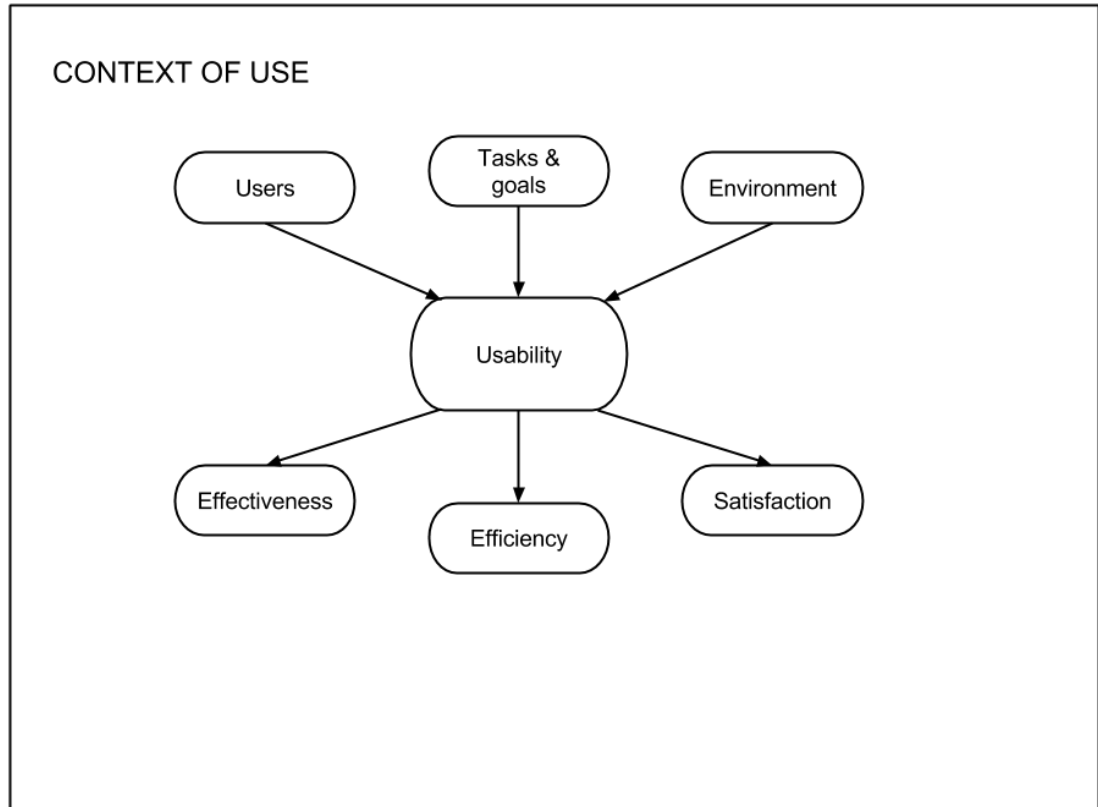 CONTEXT OF USE
Users
Tasks &
goals
Environment
Usability
Effectiveness
Efficiency
Satisfaction